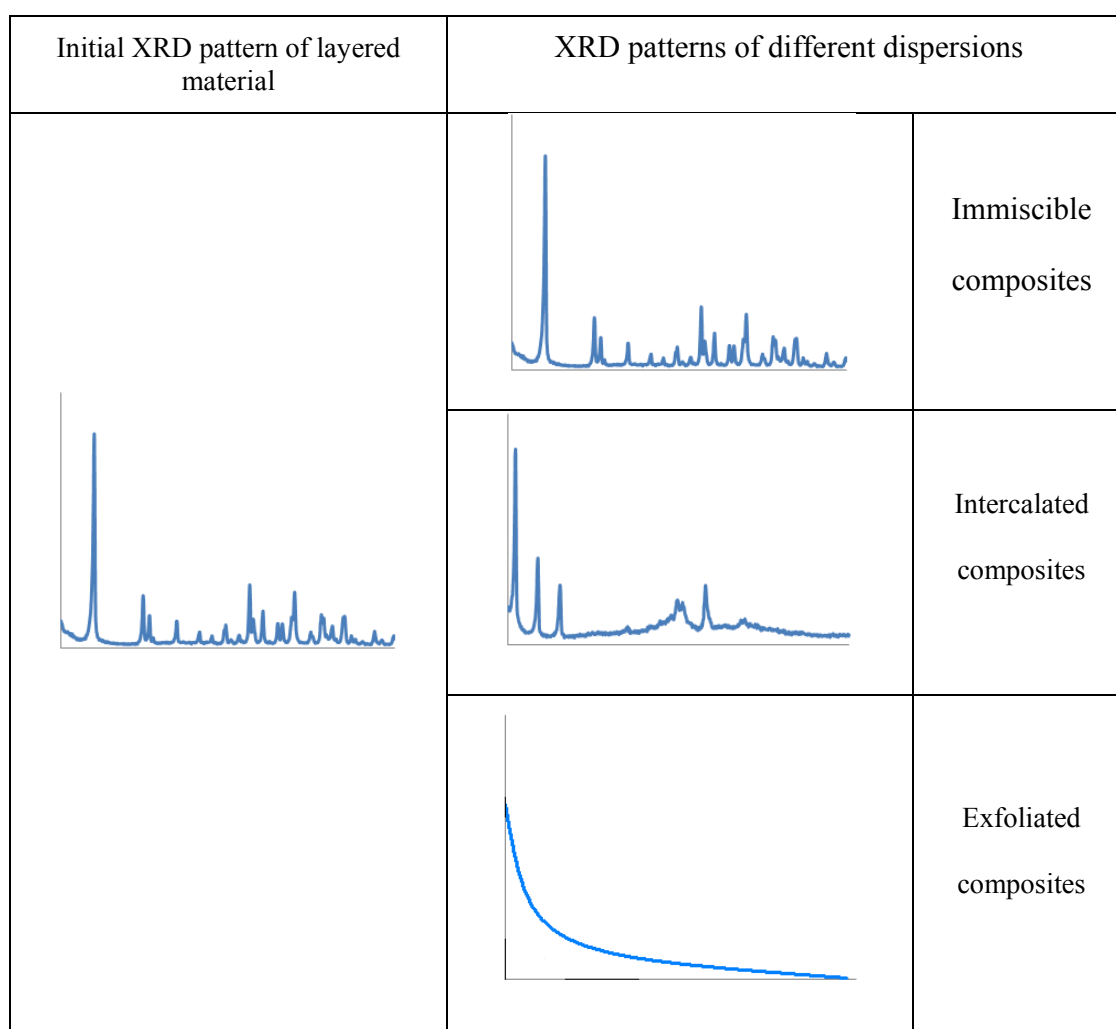 Initial XRD pattern of layered
material
XRD patterns of different dispersions
Immiscible
composites
Intercalated
composites
Exfoliated
composites